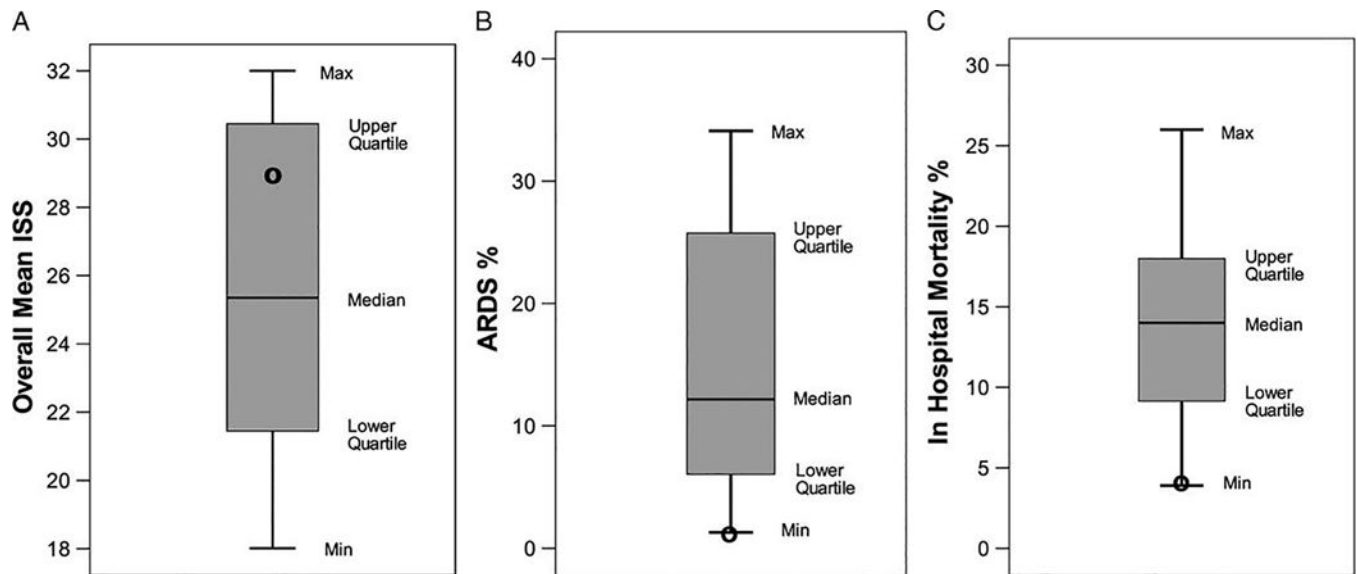 A
Overall Mean ISS
32
30
28
26
24
22
20
18
Max
Upper
Quartile
Median
Lower
Quartile
Min
B
ARDS %
40
30
20
10
0
Max
Upper
Quartile
Median
Lower
Quartile
Min
C
In Hospital Mortality %
30
25
20
15
10
5
0
Max
Upper
Quartile
Median
Lower
Quartile
Min